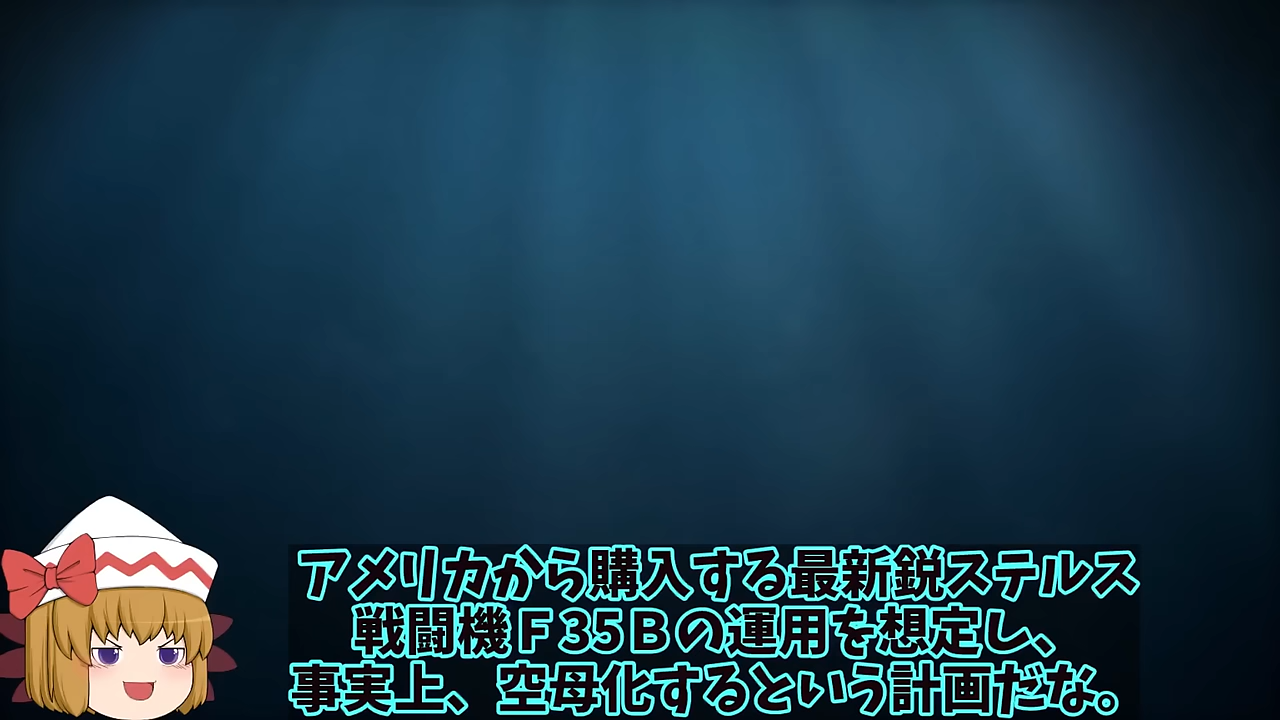 アメリカから購入する最新鋭ステルス
戦闘機Ｆ35Ｂの運用を想定し、
事実上、空母化するという計画だな。